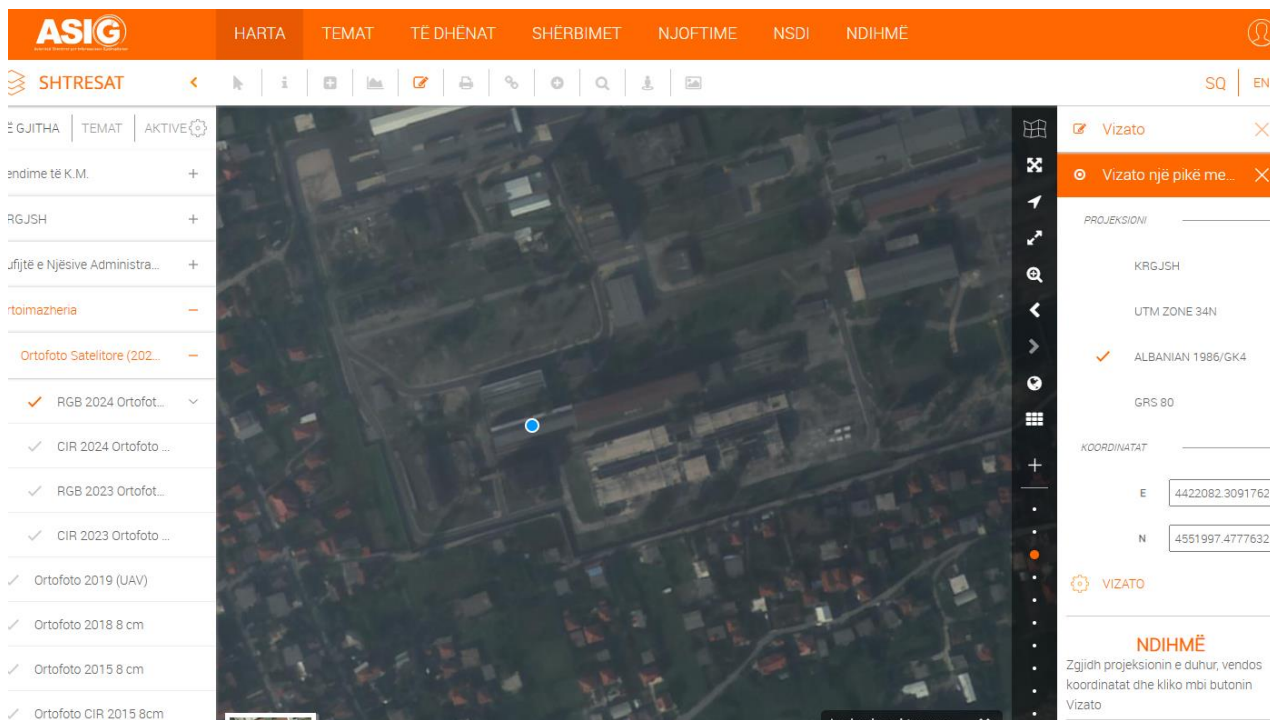 ASIG
HARTA TEMAT TË DHËNAT SHËRBIMET NJOFTIME NSDI NDIHMË
SHTRESAT
SQ EN
Ë GJITHA TEMAT AKTIVE
endime të K.M.
RGJSH
ufijtë e Njësive Administra...
rtoimazheria
Ortofoto Satelitore (202...
RGB 2024 Ortofot...
CIR 2024 Ortofoto ...
RGB 2023 Ortofot...
CIR 2023 Ortofoto ...
Ortofoto 2019 (UAV)
Ortofoto 2018 8 cm
Ortofoto 2015 8 cm
Ortofoto CIR 2015 8cm
Vizato
Vizato një pikë me...
PROJEKSIONI
KRGJSH
UTM ZONE 34N
ALBANIAN 1986/GK4
GRS 80
KOORDINATAT
E 4422082.3091762
N 4551997.4777632
VIZATO
NDIHMË
Zgjidh projeksionin e duhur, vendos
koordinatat dhe kliko mbi butonin
Vizato